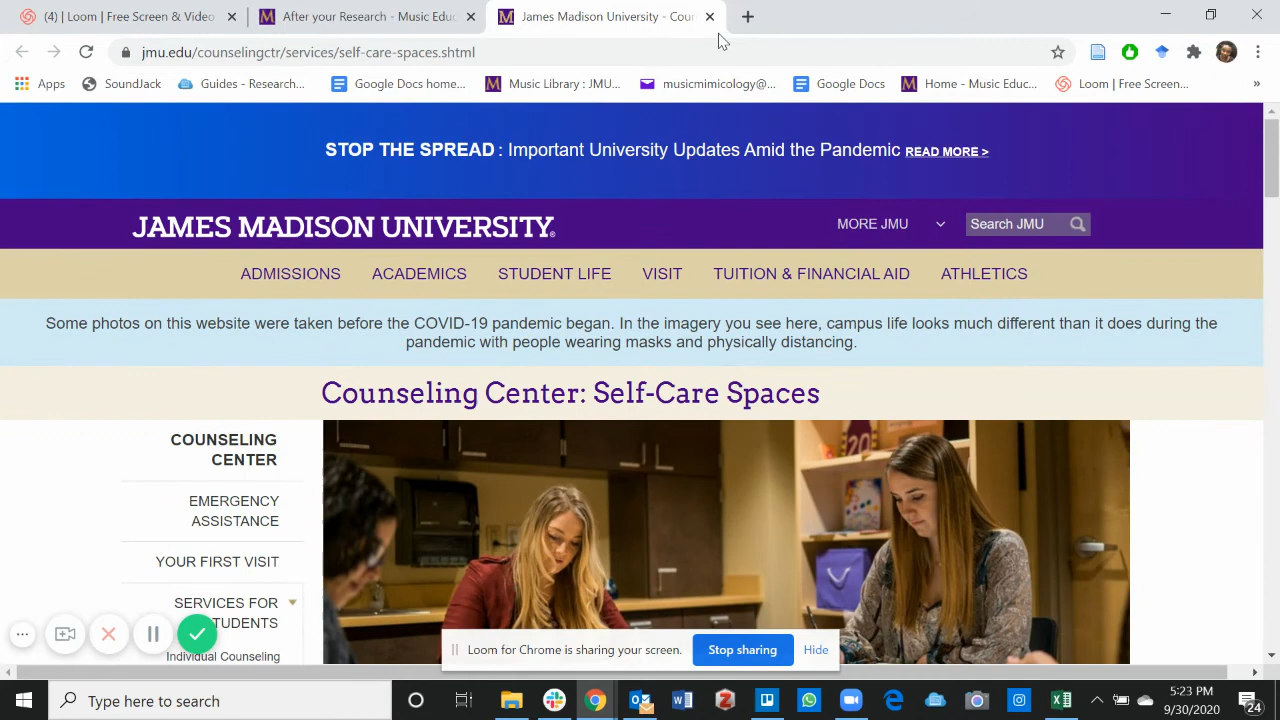 (4) Loom | Free Screen & Video
After your Research - Music Edu
James Madison University - Coun
jmu.edu/counselingctr/services/self-care-spaces.shtml
Apps
SoundJack
Guides - Research...
Google Docs home...
Music Library : JMU...
musicmimicology@...
Google Docs
Home - Music Educ...
Loom | Free Screen...
»
STOP THE SPREAD : Important University Updates Amid the Pandemic READ MORE >
JAMES MADISON UNIVERSITY®
MORE JMU
Search JMU
ADMISSIONS
ACADEMICS
STUDENT LIFE
VISIT
TUITION & FINANCIAL AID
ATHLETICS
Some photos on this website were taken before the COVID-19 pandemic began. In the imagery you see here, campus life looks much different than it does during the
pandemic with people wearing masks and physically distancing.
Counseling Center: Self-Care Spaces
COUNSELING
CENTER
EMERGENCY
ASSISTANCE
YOUR FIRST VISIT
SERVICES FOR
STUDENTS
Individual Counseling
20
Loom for Chrome is sharing your screen.
Stop sharing
Hide
Type here to search
5:23 PM
9/30/2020
24